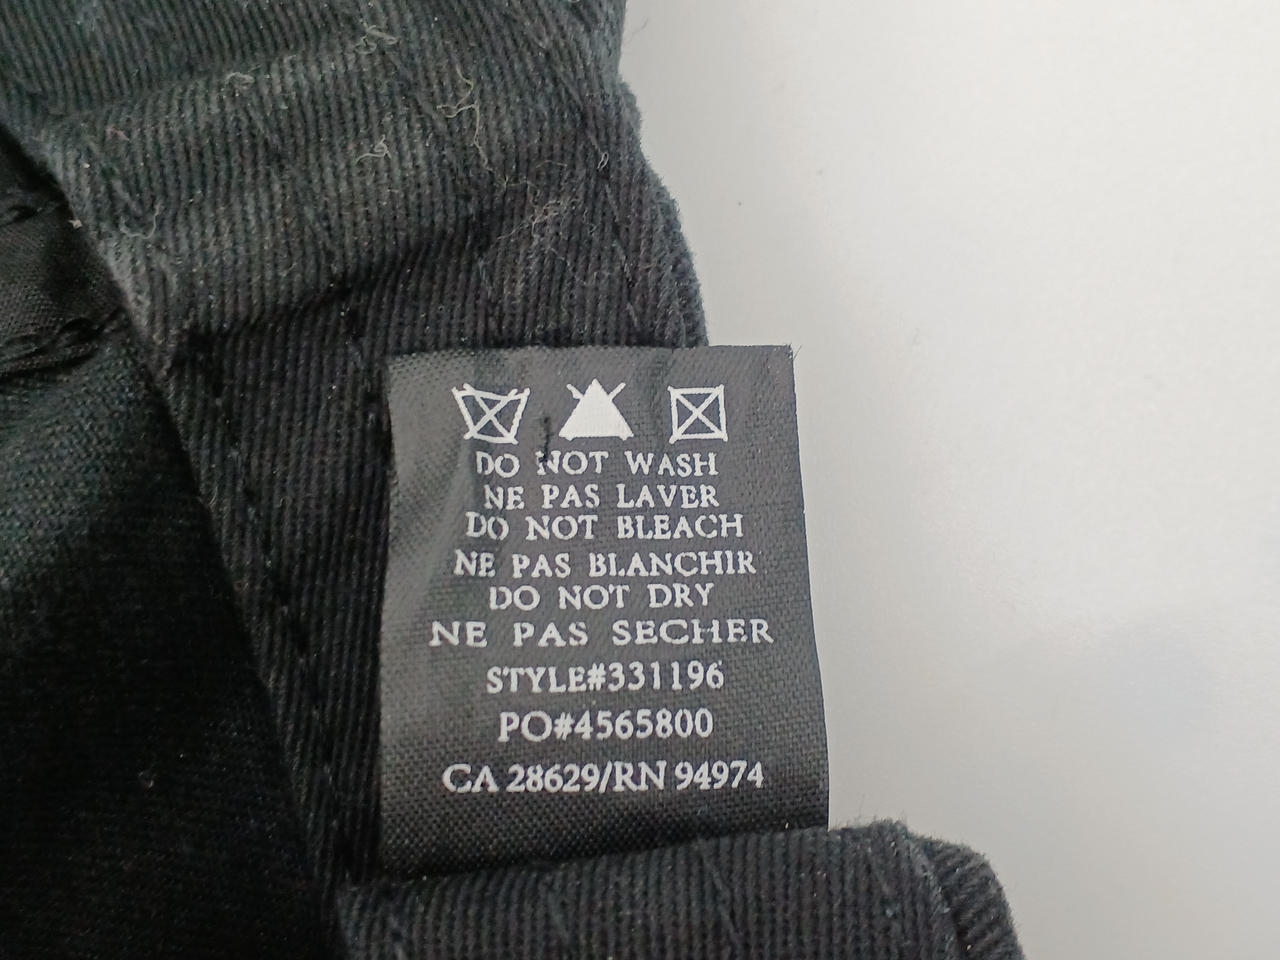 DO NOT WASH
NE PAS LAVER
DO NOT BLEACH
NE PAS BLANCHIR
DO NOT DRY
NE PAS SECHER
STYLE#331196
PO#4565800
CA 28629/RN 94974